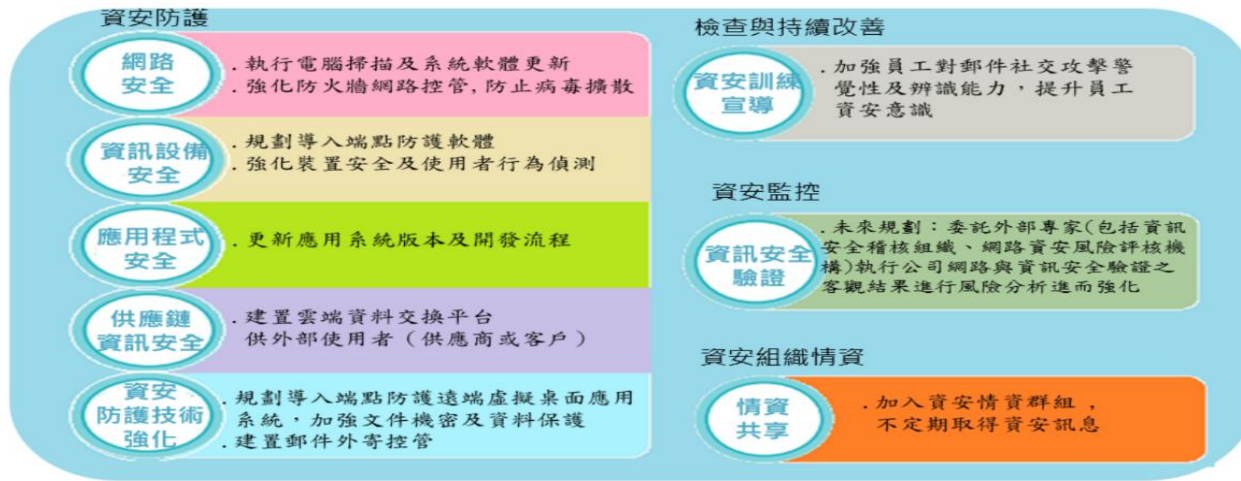 資安防護
網路
安全
．執行電腦掃描及系統軟體更新
．強化防火牆網路控管,防止病毒擴散
資訊設備
安全
．規劃導入端點防護軟體
．強化裝置安全及使用者行為偵測
應用程式
安全
．更新應用系統版本及開發流程
供應鏈
資訊安全
．建置雲端資料交換平台
供外部使用者（供應商或客戶）
資安
防護技術
強化
．規劃導入端點防護遠端虛擬桌面應用
系統，加強文件機密及資料保護
．建置郵件外寄控管
檢查與持續改善
資安訓練
宣導
．加強員工對郵件社交攻擊警
覺性及辨識能力，提升員工
資安意識
資安監控
資訊安全
驗證
．未來規劃：委託外部專家(包括資訊
安全稽核組織、網路資安風險評核機
構)執行公司網路與資訊安全驗證之
客觀結果進行風險分析進而強化
資安組織情資
情資
共享
．加入資安情資群組，
不定期取得資安訊息